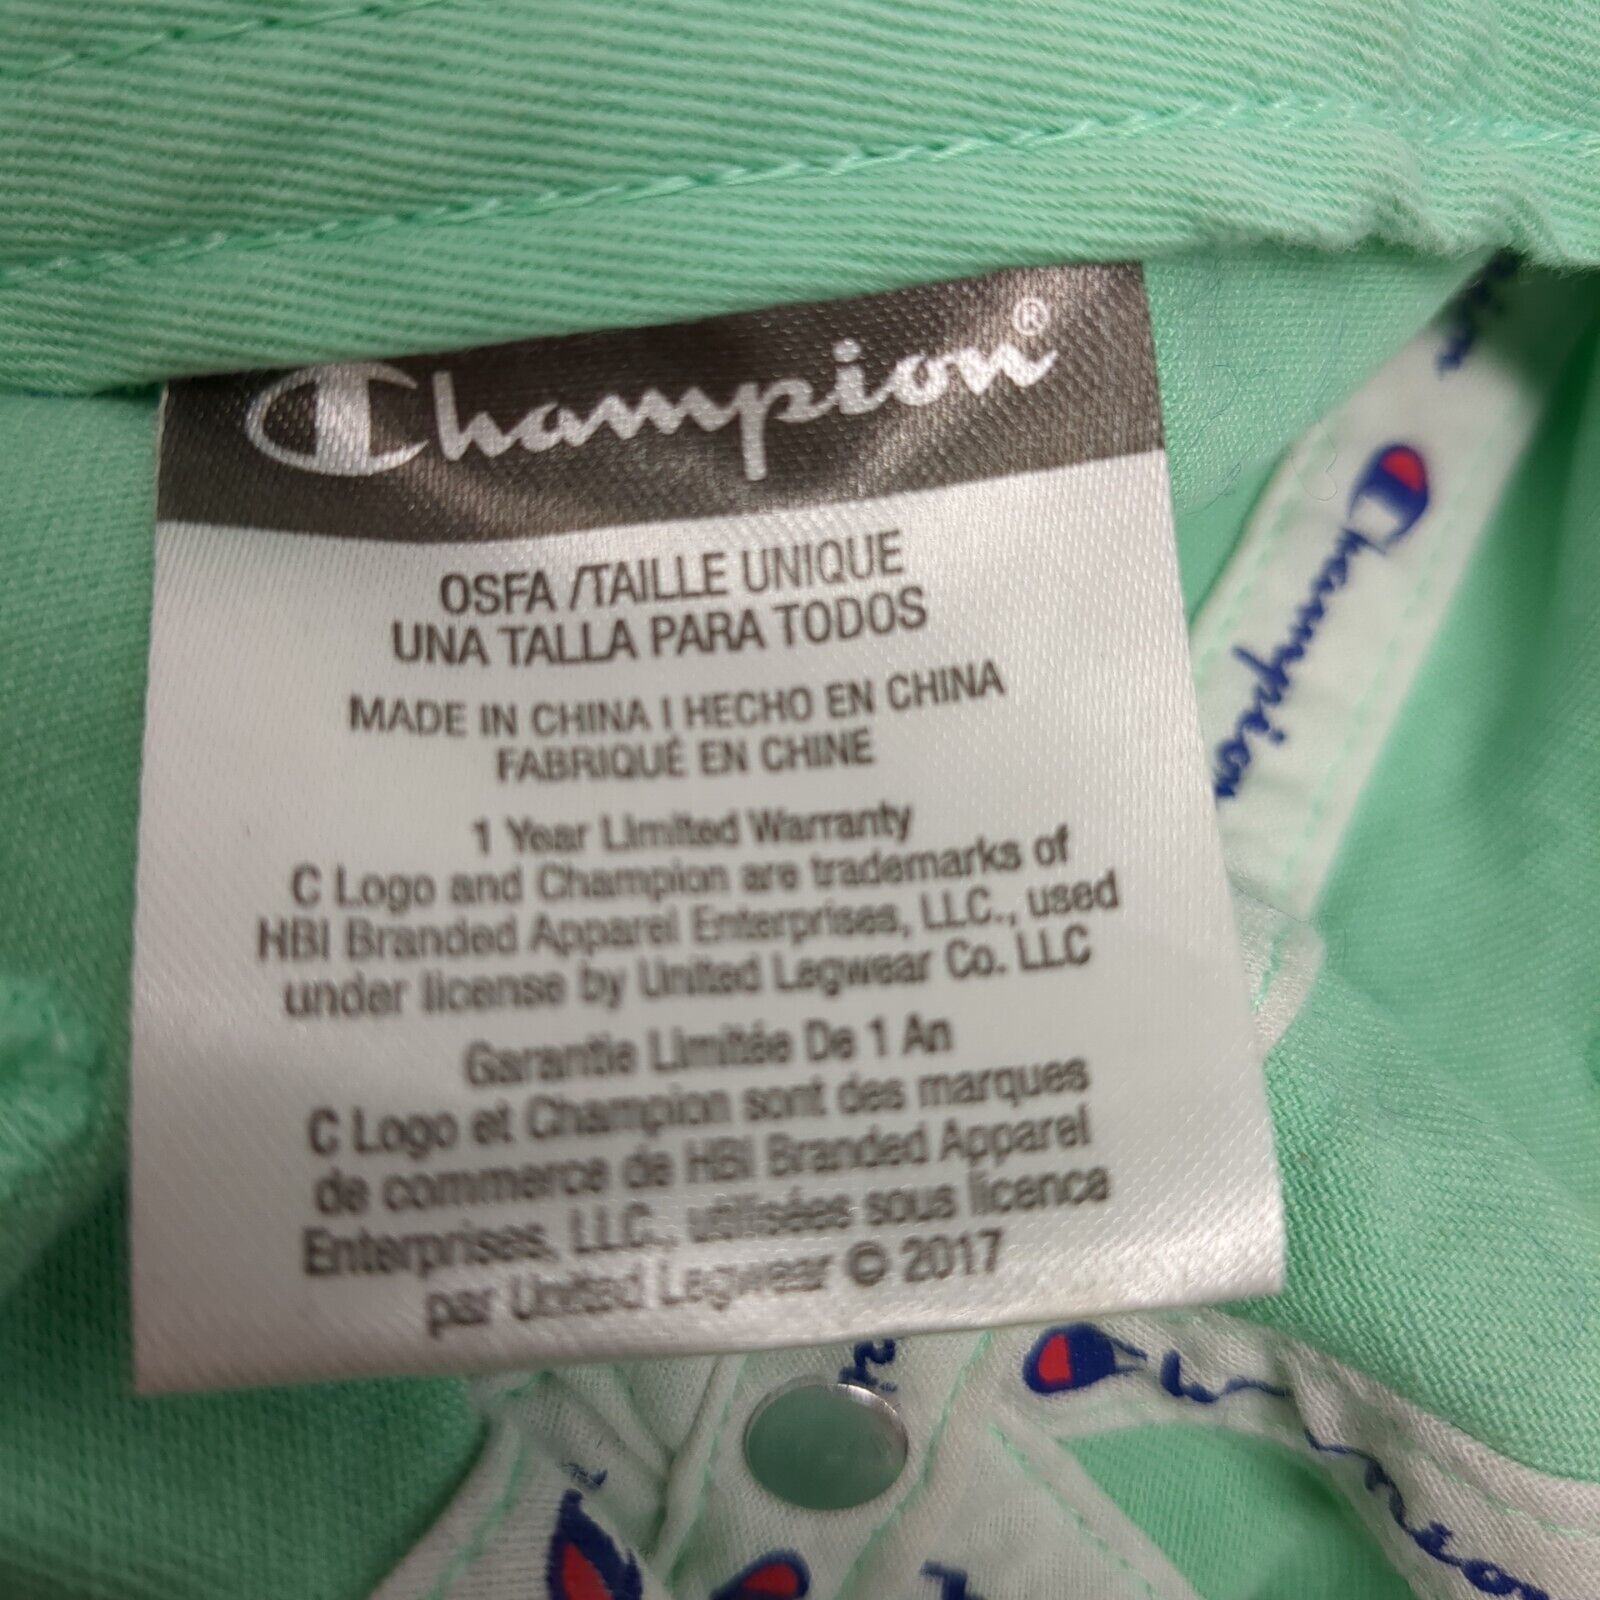 Champion®
OSFA /TAILLE UNIQUE
UNA TALLA PARA TODOS
MADE IN CHINA I HECHO EN CHINA
FABRIQUÉ EN CHINE
1 Year Limited Warranty
C Logo and Champion are trademarks of
HBI Branded Apparel Enterprises, LLC., used
under license by United Legwear Co. LLC
Garantie Limitée De 1 An
C Logo et Champion sont des marques
de commerce de HBI Branded Apparel
Enterprises, LLC., utilisées sous licence
par United Legwear © 2017
Champion